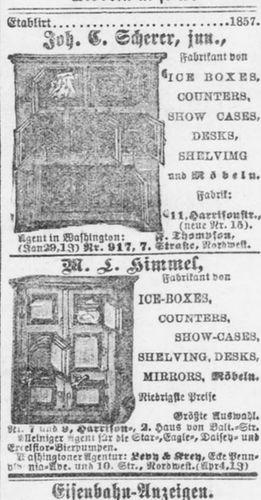 Etablirt 1857.
Joh. C. Scherer, jun.,
Fabrikant von
ICE BOXES,
COUNTERS,
SHOW CASES,
DESKS,
SHELVIMG
und Möbeln.
Fabrik:
11, Harrisonstr.,
(neue Nr. 15).
Agent in Washington: Thompson,
(Jan29,13) Nr. 917, 7. Straße, Nordwest.
M. L. Himmel,
Fabrikant von
ICE-BOXES,
COUNTERS,
SHOW-CASES,
SHELVING, DESKS,
MIRRORS, Möbeln.
Niedrigste Preise
Größte Auswahl.
Nr. 7 und 9, Harrison-, 2. Haus von Balt.-Str.
Alleiniger Agent für die Star-, Eagle-, Daisey- und
Excelsior-Bierpumpen.
Washingtoner Agentur: Levy & Krey, Ecke Penn-
sylvania-Ave. und 10. Str., Nordwest. (Apr4,13)
Eisenbahn-Anzeigen.